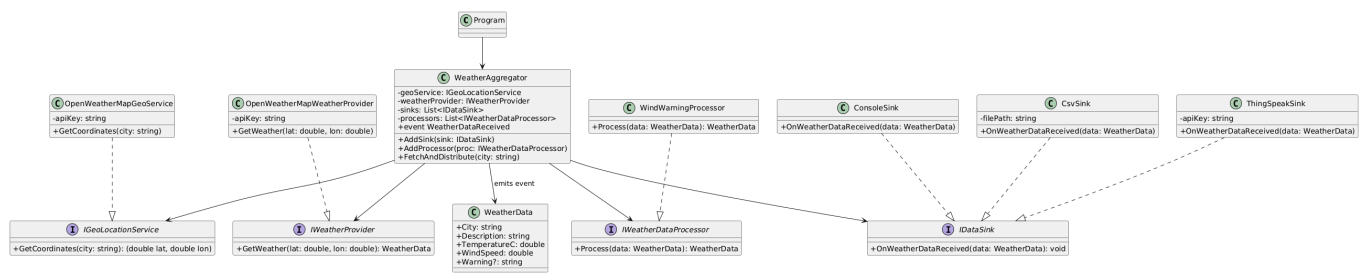 C Program
C WeatherAggregator
-geoService: IGeoLocationService
-weatherProvider: IWeatherProvider
-sinks: List<IDataSink>
-processors: List<IWeatherDataProcessor>
+event WeatherDataReceived
+AddSink(sink: IDataSink)
+AddProcessor(proc: IWeatherDataProcessor)
+FetchAndDistribute(city: string)
C OpenWeatherMapGeoService
-apiKey: string
+GetCoordinates(city: string)
C OpenWeatherMapWeatherProvider
-apiKey: string
+GetWeather(lat: double, lon: double)
C WindWarningProcessor
+Process(data: WeatherData): WeatherData
C ConsoleSink
+OnWeatherDataReceived(data: WeatherData)
C CsvSink
-filePath: string
+OnWeatherDataReceived(data: WeatherData)
C ThingSpeakSink
-apiKey: string
+OnWeatherDataReceived(data: WeatherData)
emits event
I IGeoLocationService
+GetCoordinates(city: string): (double lat, double lon)
I IWeatherProvider
+GetWeather(lat: double, lon: double): WeatherData
C WeatherData
+City: string
+Description: string
+TemperatureC: double
+WindSpeed: double
+Warning?: string
I IWeatherDataProcessor
+Process(data: WeatherData): WeatherData
I IDataSink
+OnWeatherDataReceived(data: WeatherData): void